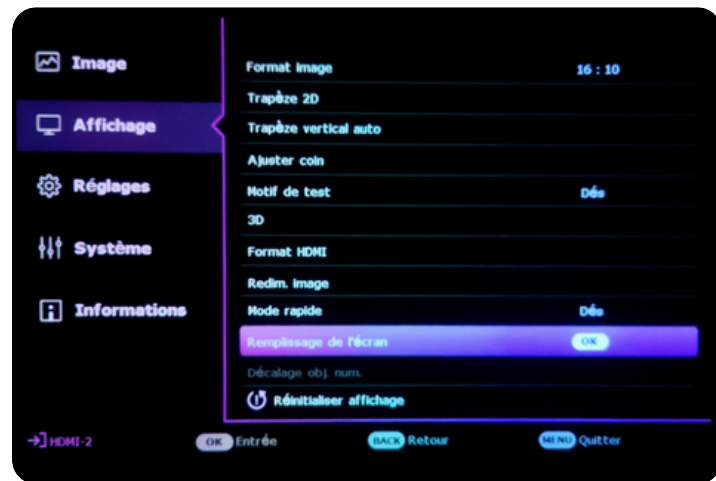 Image
Affichage
Réglages
Système
Informations
Format image 16 : 10
Trapèze 2D
Trapèze vertical auto
Ajuster coin
Motif de test Dés
3D
Format HDMI
Redim. image
Mode rapide Dés
Remplissage de l'écran OK
Décalage obj. num.
Réinitialiser affichage
HDMI-2 OK Entrée BACK Retour MENU Quitter